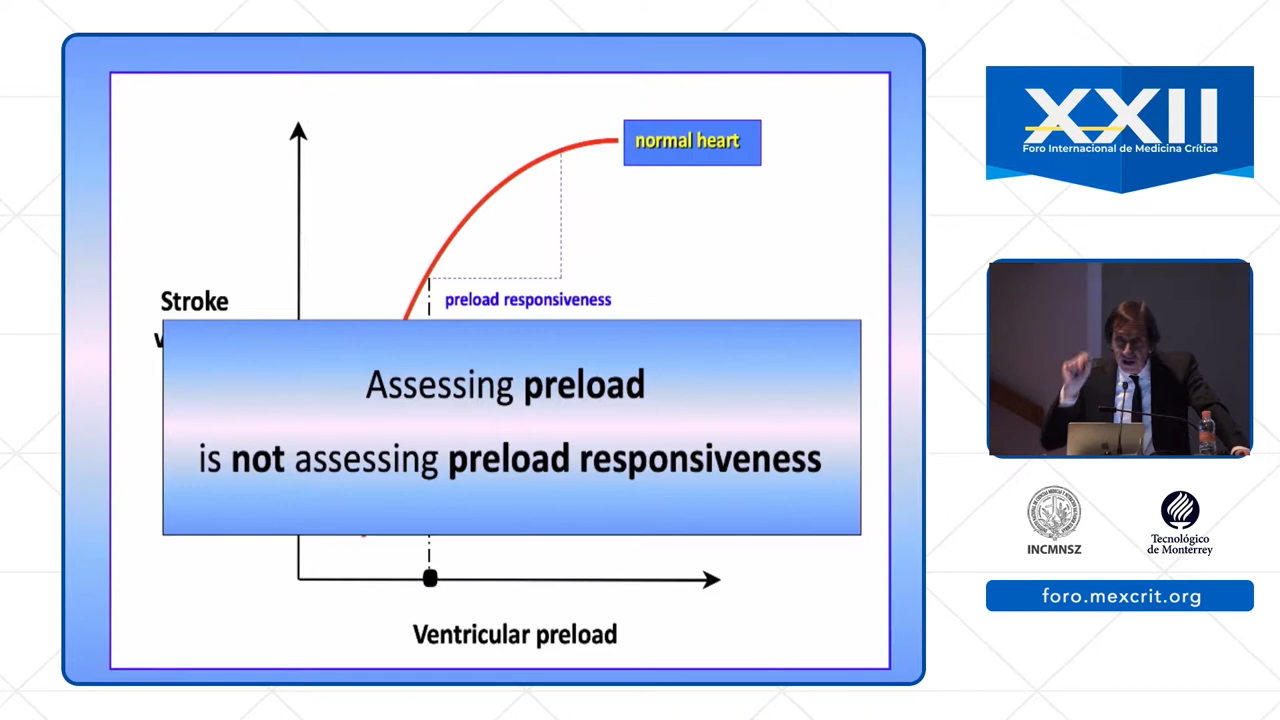 normal heart
preload responsiveness
Stroke
Assessing preload
is not assessing preload responsiveness
Ventricular preload
XXII
Foro Internacional de Medicina Crítica
INCMNSZ
Tecnológico
de Monterrey
foro.mexcrit.org